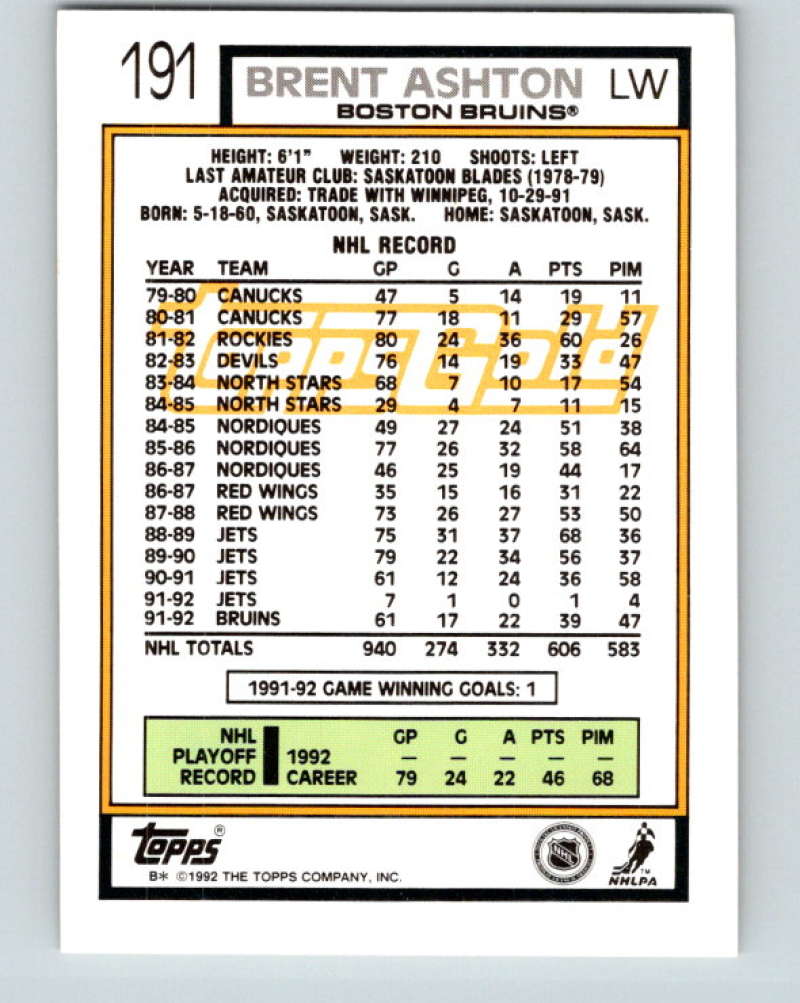 191
BRENT ASHTON LW
BOSTON BRUINS®
HEIGHT: 6'1" WEIGHT: 210 SHOOTS: LEFT
LAST AMATEUR CLUB: SASKATOON BLADES (1978-79)
ACQUIRED: TRADE WITH WINNIPEG, 10-29-91
BORN: 5-18-60, SASKATOON, SASK. HOME: SASKATOON, SASK.
NHL RECORD
YEAR TEAM GP G A PTS PIM
79-80 CANUCKS 47 5 14 19 11
80-81 CANUCKS 77 18 11 29 57
81-82 ROCKIES 80 24 36 60 26
82-83 DEVILS 76 14 19 33 47
83-84 NORTH STARS 68 7 10 17 54
84-85 NORTH STARS 29 4 7 11 15
84-85 NORDIQUES 49 27 24 51 38
85-86 NORDIQUES 77 26 32 58 64
86-87 NORDIQUES 46 25 19 44 17
86-87 RED WINGS 35 15 16 31 22
87-88 RED WINGS 73 26 27 53 50
88-89 JETS 75 31 37 68 36
89-90 JETS 79 22 34 56 37
90-91 JETS 61 12 24 36 58
91-92 JETS 7 1 0 1 4
91-92 BRUINS 61 17 22 39 47
NHL TOTALS 940 274 332 606 583
Topps Gold
1991-92 GAME WINNING GOALS: 1
NHL GP G A PTS PIM
PLAYOFF 1992 — — — — —
RECORD CAREER 79 24 22 46 68
Topps®
B* ©1992 THE TOPPS COMPANY, INC.
NHL
NHLPA™